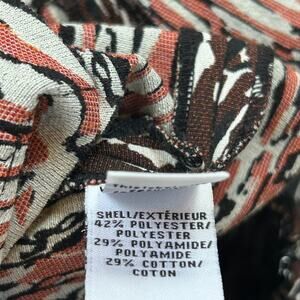 SHELL/EXTÉRIEUR
42% POLYESTER/
POLYESTER
29% POLYAMIDE/
POLYAMIDE
29% COTTON/
COTON